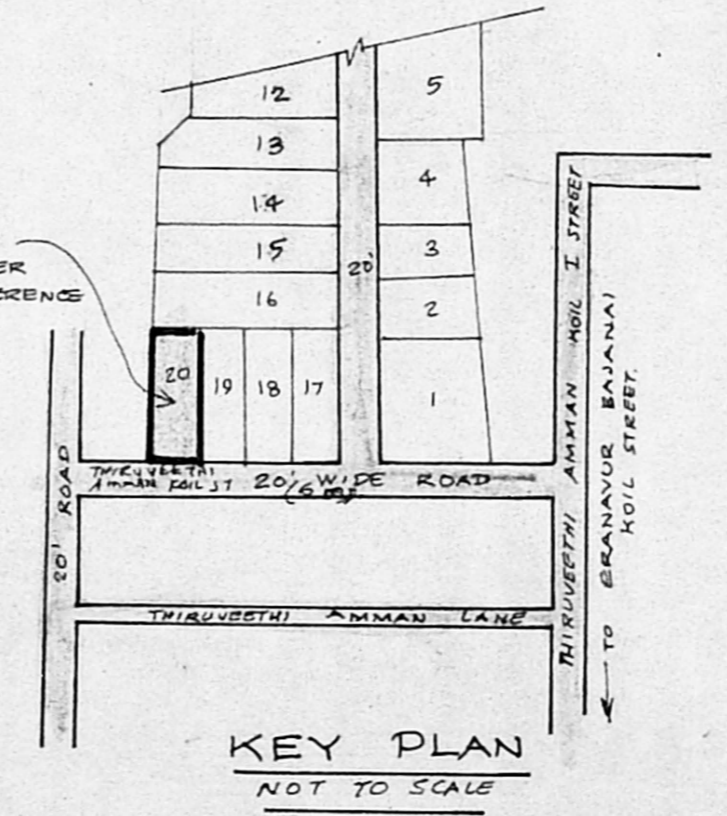 12
5
13
4
14
15
3
20'
16
2
ER
ERENCE
20
19
18
17
1
THIRUVEETHI
AMMAN KOIL ST
20' WIDE ROAD
20' ROAD
THIRUVEETHI AMMAN LANE
THIRUVEETHI AMMAN KOIL I STREET
TO ERANAVUR BAJANAI
KOIL STREET.
KEY PLAN
NOT TO SCALE